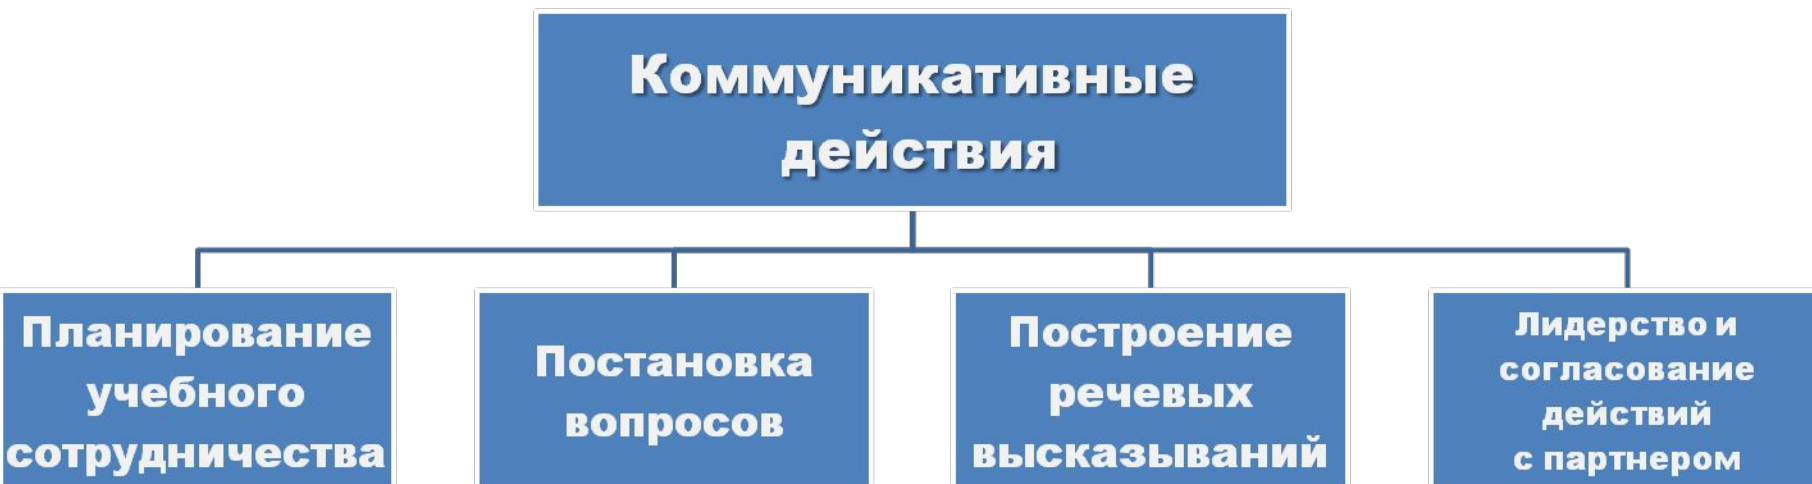 Коммуникативные
действия
Планирование
учебного
сотрудничества
Постановка
вопросов
Построение
речевых
высказываний
Лидерство и
согласование
действий
с партнером